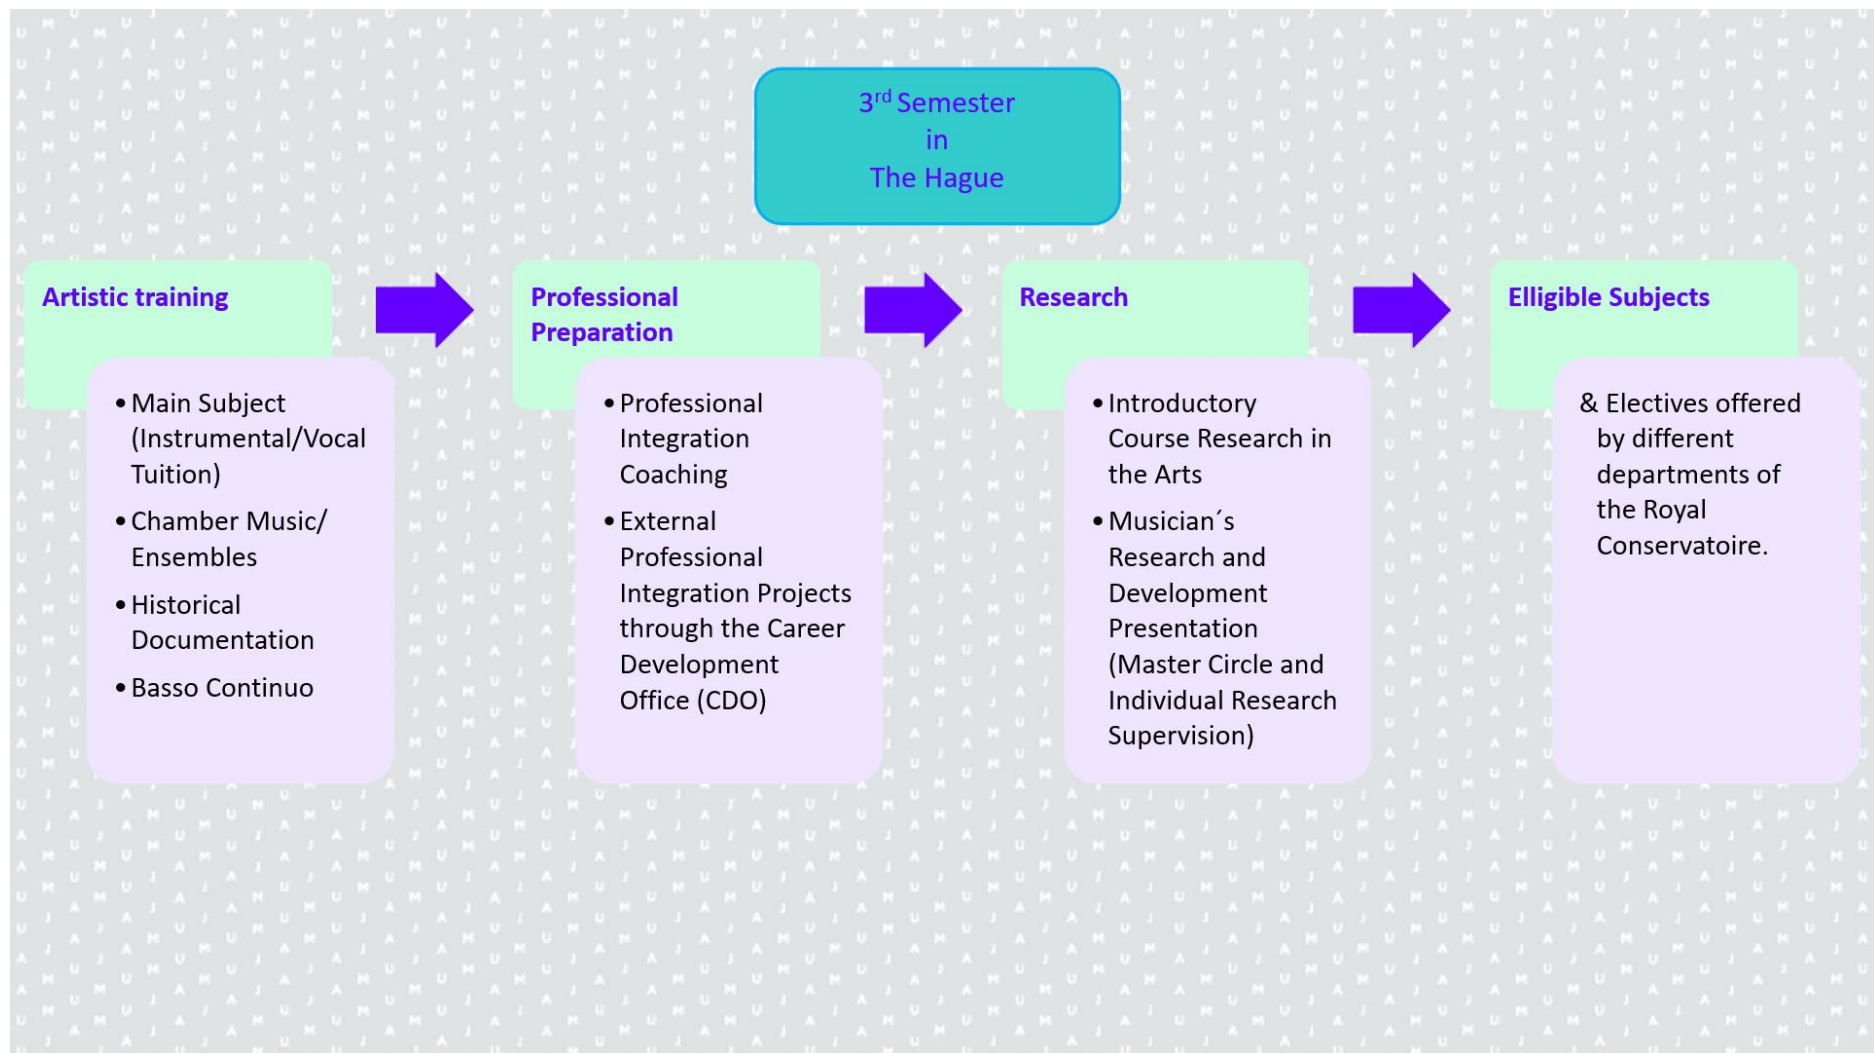 3rd Semester
in
The Hague
Artistic training
• Main Subject
(Instrumental/Vocal
Tuition)
• Chamber Music/
Ensembles
• Historical
Documentation
• Basso Continuo
Professional
Preparation
• Professional
Integration
Coaching
• External
Professional
Integration Projects
through the Career
Development
Office (CDO)
Research
• Introductory
Course Research in
the Arts
• Musician´s
Research and
Development
Presentation
(Master Circle and
Individual Research
Supervision)
Elligible Subjects
& Electives offered
by different
departments of
the Royal
Conservatoire.